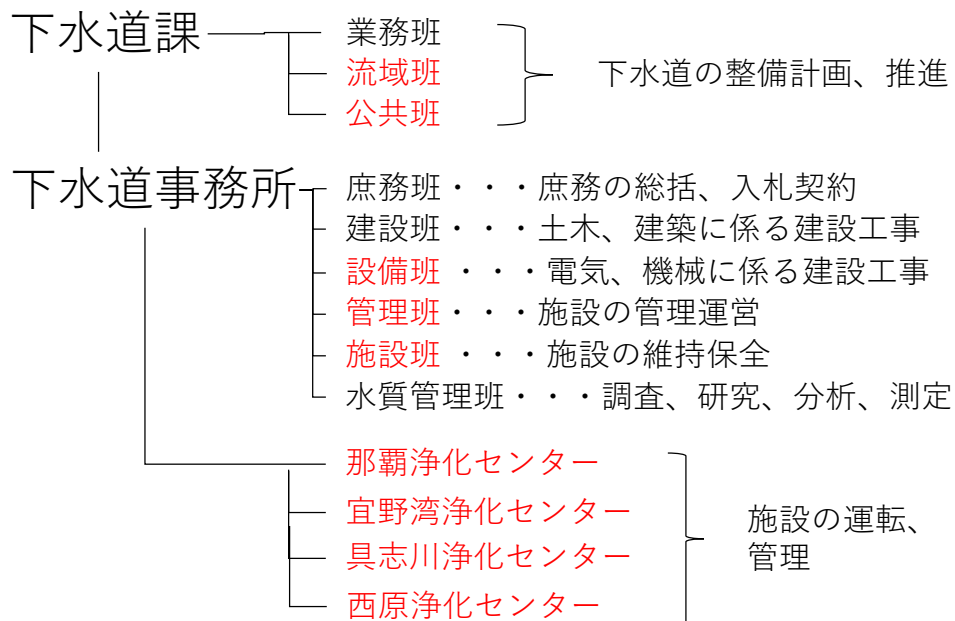 下水道課
業務班
流域班
公共班
下水道の整備計画、推進
下水道事務所
庶務班・・・庶務の総括、入札契約
建設班・・・土木、建築に係る建設工事
設備班・・・電気、機械に係る建設工事
管理班・・・施設の管理運営
施設班・・・施設の維持保全
水質管理班・・・調査、研究、分析、測定
那覇浄化センター
宜野湾浄化センター
具志川浄化センター
西原浄化センター
施設の運転、
管理